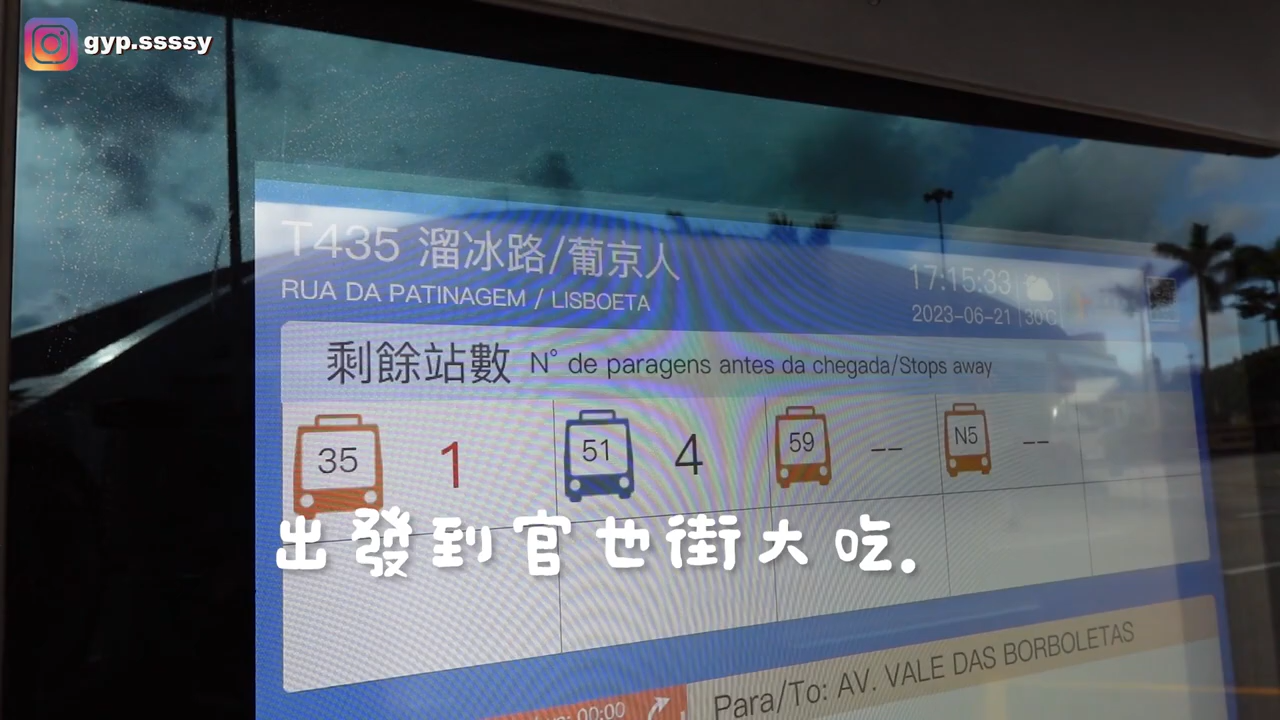 gyp.ssssy
T435 溜冰路/葡京人
RUA DA PATINAGEM / LISBOETA
17:15:33
2023-06-21 30°C
剩餘站數 N° de paragens antes da chegada/Stops away
35 1 51 4 59 -- N5 --
出發到官也街大吃.
00:00
Para/To: AV. VALE DAS BORBOLETAS